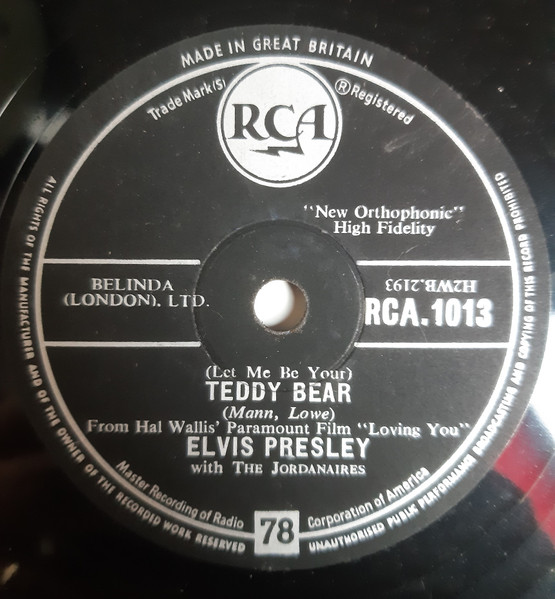 MADE IN GREAT BRITAIN
Trade Mark(s)
® Registered
RCA
"New Orthophonic"
High Fidelity
BELINDA
(LONDON). LTD.
H2WB.2193
RCA.1013
(Let Me Be Your)
TEDDY BEAR
(Mann, Lowe)
From Hal Wallis' Paramount Film "Loving You"
ELVIS PRESLEY
with THE JORDANAIRES
Master Recording of Radio Corporation of America
78
ALL RIGHTS OF THE MANUFACTURER AND OF THE OWNER OF THE RECORDED WORK RESERVED
UNAUTHORISED PUBLIC PERFORMANCE BROADCASTING AND COPYING OF THIS RECORD PROHIBITED